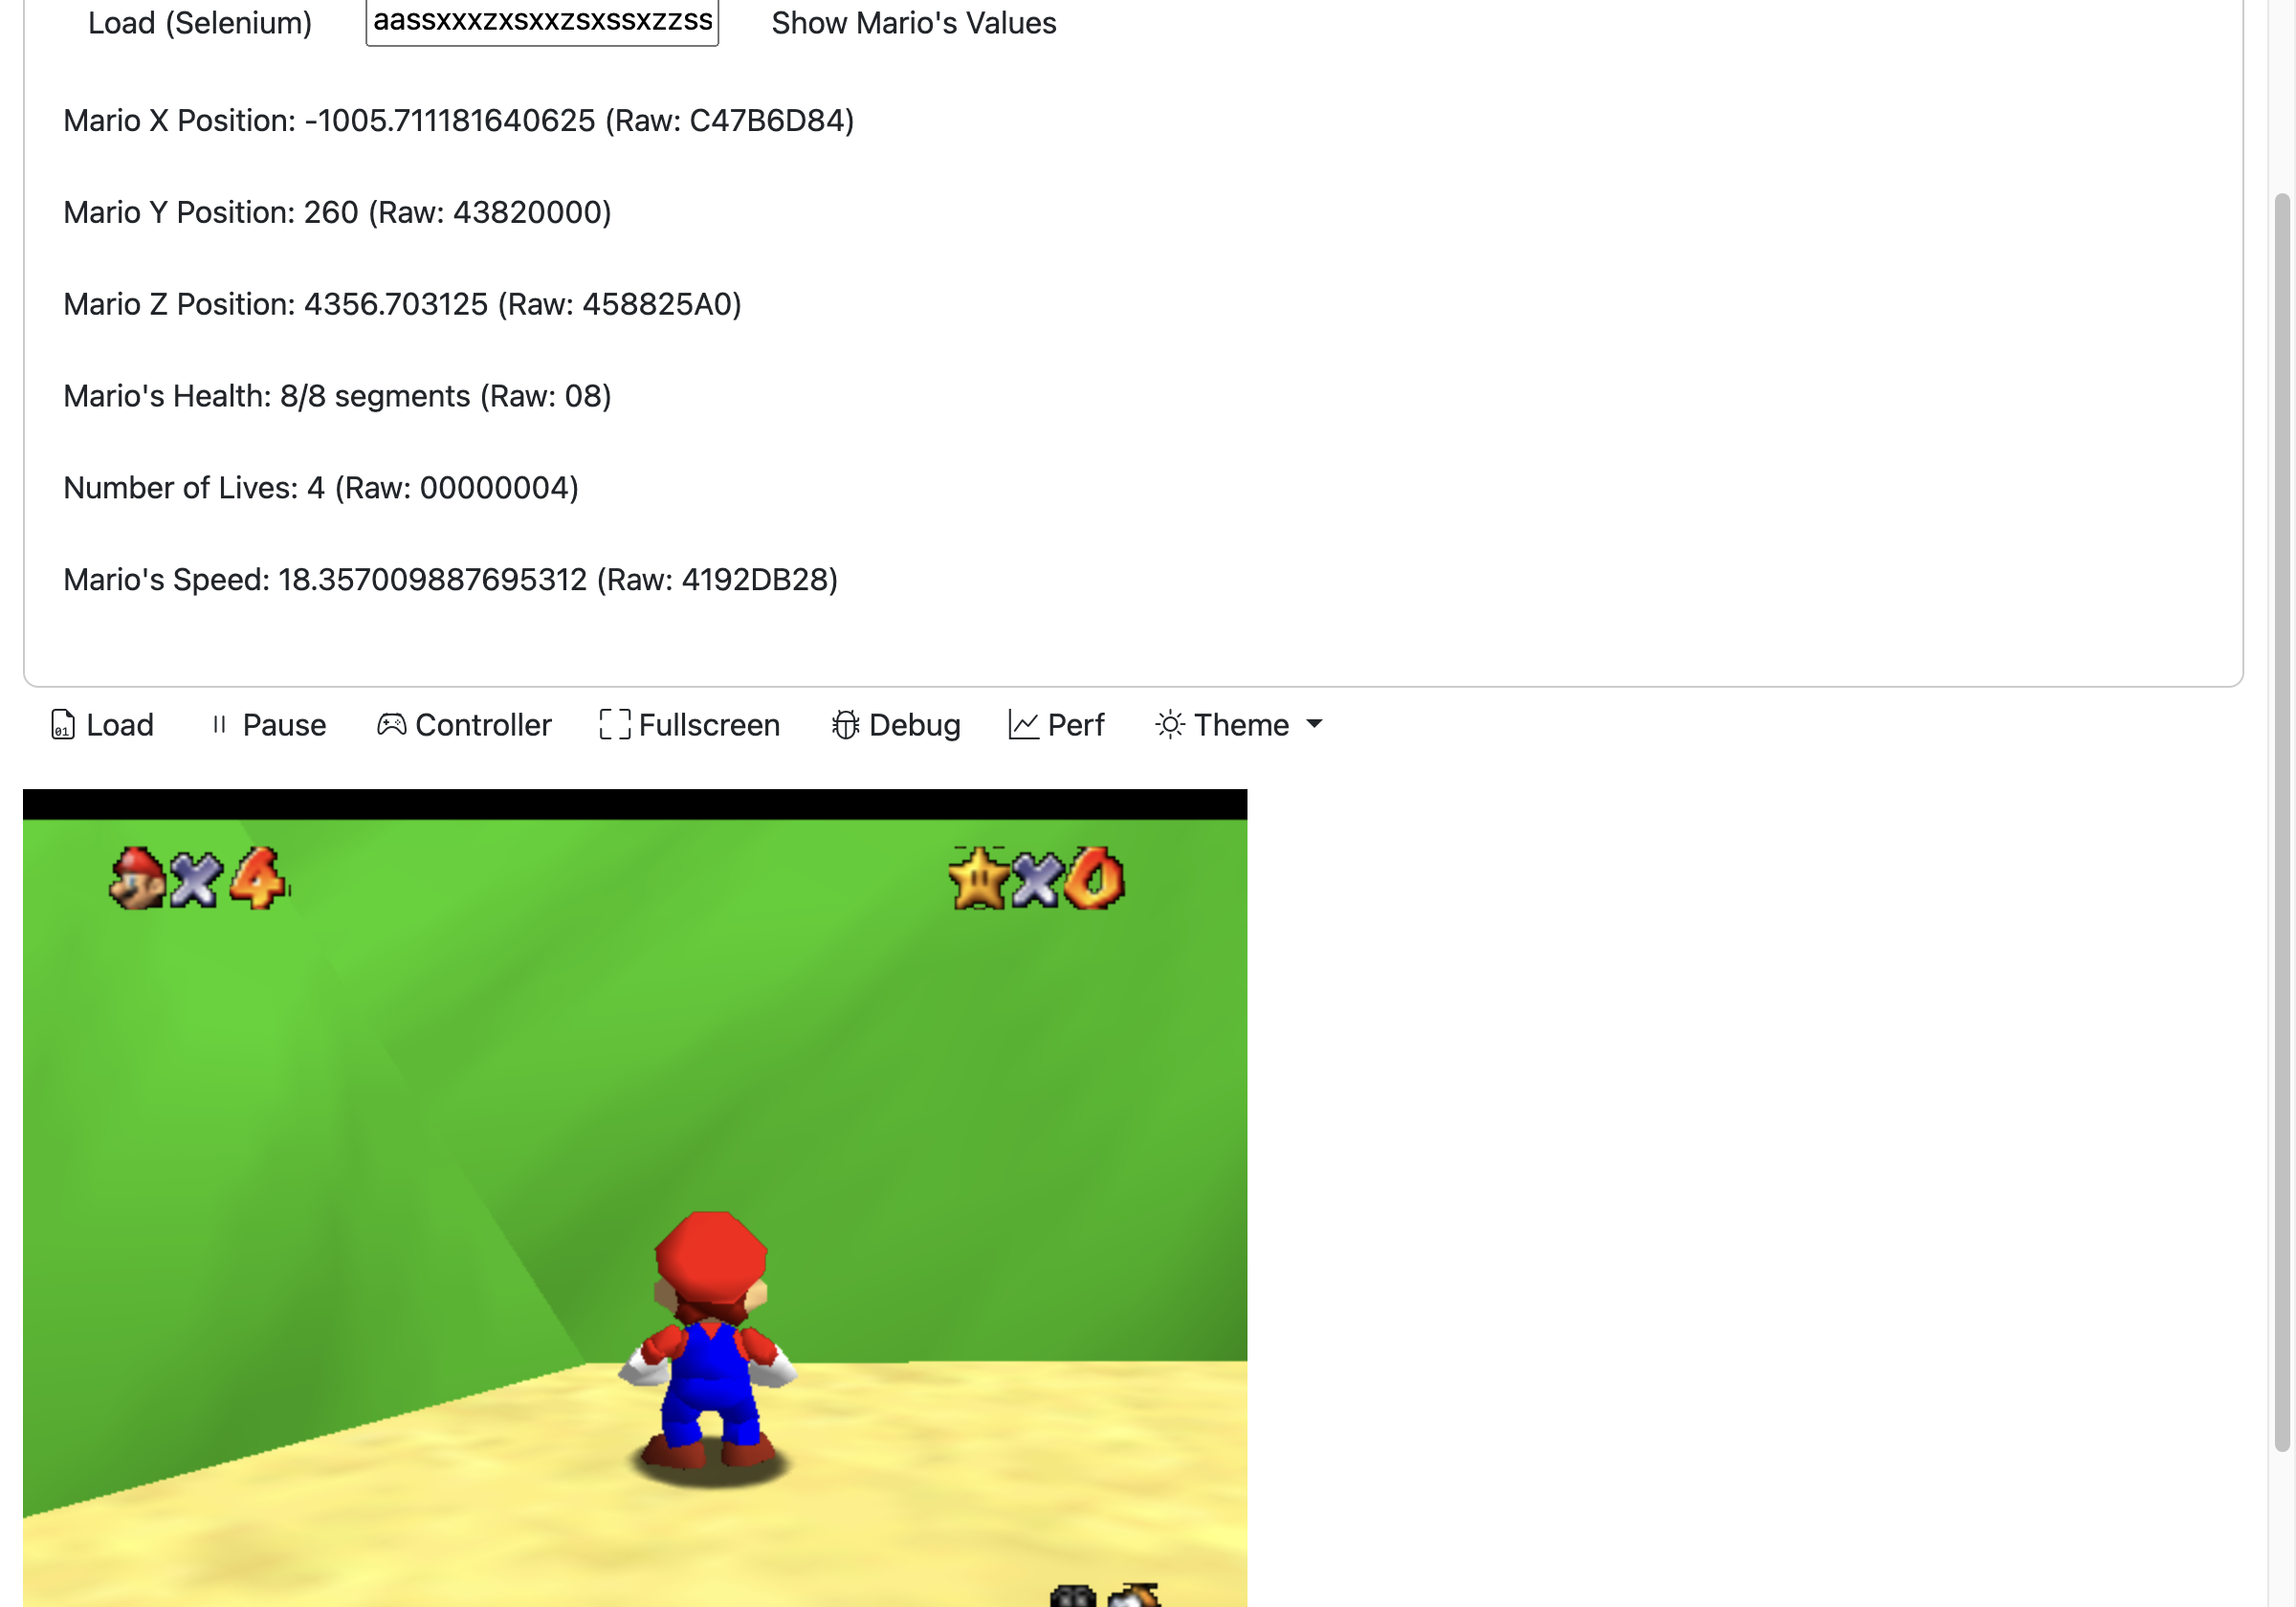 Load (Selenium) aassxxxzxsxxzsxssxzzss Show Mario's Values
Mario X Position: -1005.711181640625 (Raw: C47B6D84)
Mario Y Position: 260 (Raw: 43820000)
Mario Z Position: 4356.703125 (Raw: 458825A0)
Mario's Health: 8/8 segments (Raw: 08)
Number of Lives: 4 (Raw: 00000004)
Mario's Speed: 18.357009887695312 (Raw: 4192DB28)
Load Pause Controller Fullscreen Debug Perf Theme
×4 ×0